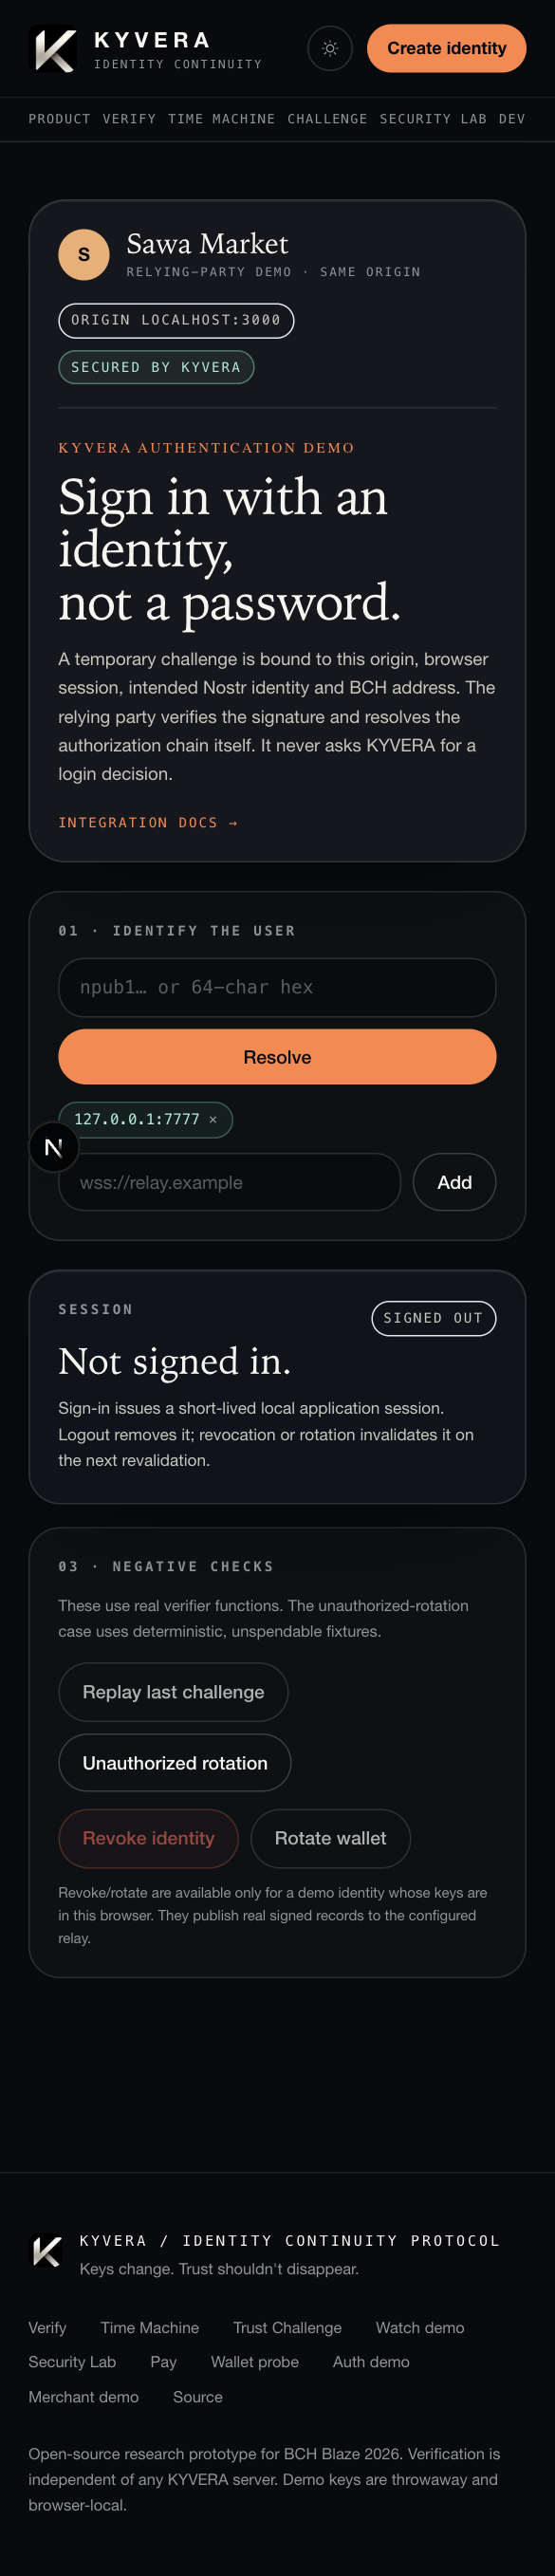 KYVERA
IDENTITY CONTINUITY
Create identity
PRODUCT VERIFY TIME MACHINE CHALLENGE SECURITY LAB DEV
S
Sawa Market
RELYING-PARTY DEMO · SAME ORIGIN
ORIGIN LOCALHOST:3000
SECURED BY KYVERA
KYVERA AUTHENTICATION DEMO
Sign in with an
identity,
not a password.
A temporary challenge is bound to this origin, browser
session, intended Nostr identity and BCH address. The
relying party verifies the signature and resolves the
authorization chain itself. It never asks KYVERA for a
login decision.
INTEGRATION DOCS →
01 · IDENTIFY THE USER
npub1… or 64-char hex
Resolve
127.0.0.1:7777 ×
N
wss://relay.example
Add
SESSION
SIGNED OUT
Not signed in.
Sign-in issues a short-lived local application session.
Logout removes it; revocation or rotation invalidates it on
the next revalidation.
03 · NEGATIVE CHECKS
These use real verifier functions. The unauthorized-rotation
case uses deterministic, unspendable fixtures.
Replay last challenge
Unauthorized rotation
Revoke identity
Rotate wallet
Revoke/rotate are available only for a demo identity whose keys are
in this browser. They publish real signed records to the configured
relay.
KYVERA / IDENTITY CONTINUITY PROTOCOL
Keys change. Trust shouldn't disappear.
Verify Time Machine Trust Challenge Watch demo
Security Lab Pay Wallet probe Auth demo
Merchant demo Source
Open-source research prototype for BCH Blaze 2026. Verification is
independent of any KYVERA server. Demo keys are throwaway and
browser-local.